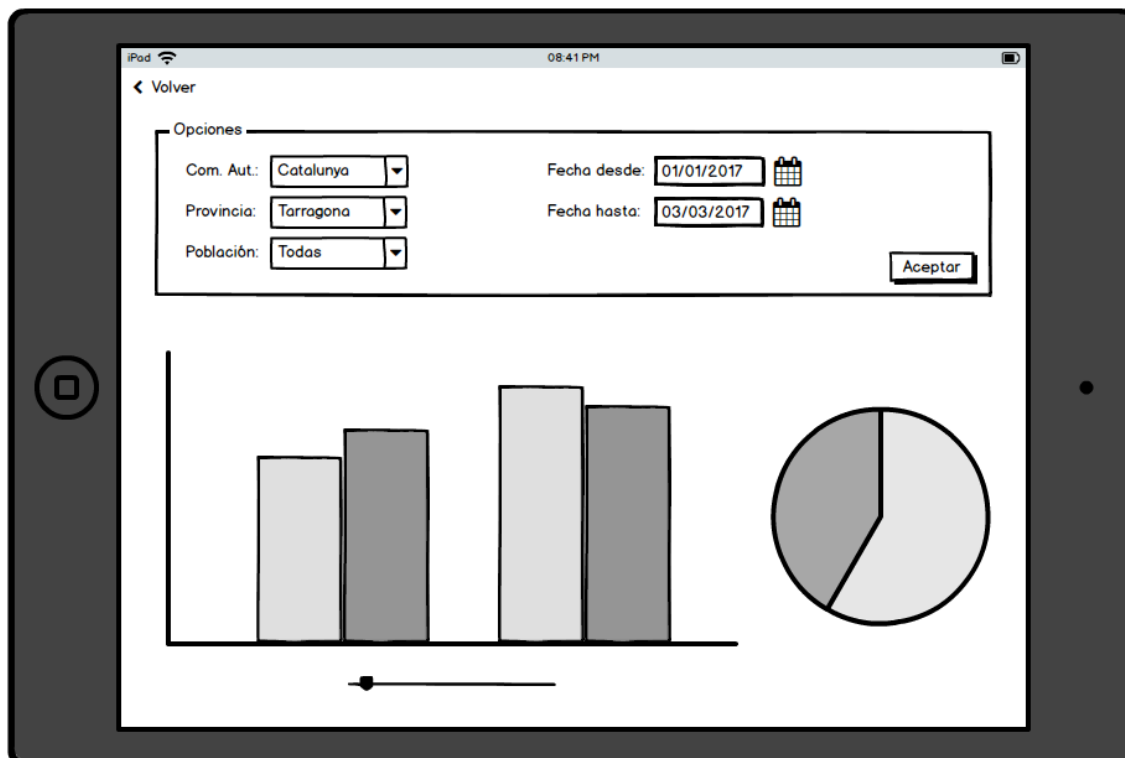 iPad 08:41 PM
Volver
Opciones
Com. Aut.: Catalunya Fecha desde: 01/01/2017
Provincia: Tarragona Fecha hasta: 03/03/2017
Población: Todas
Aceptar